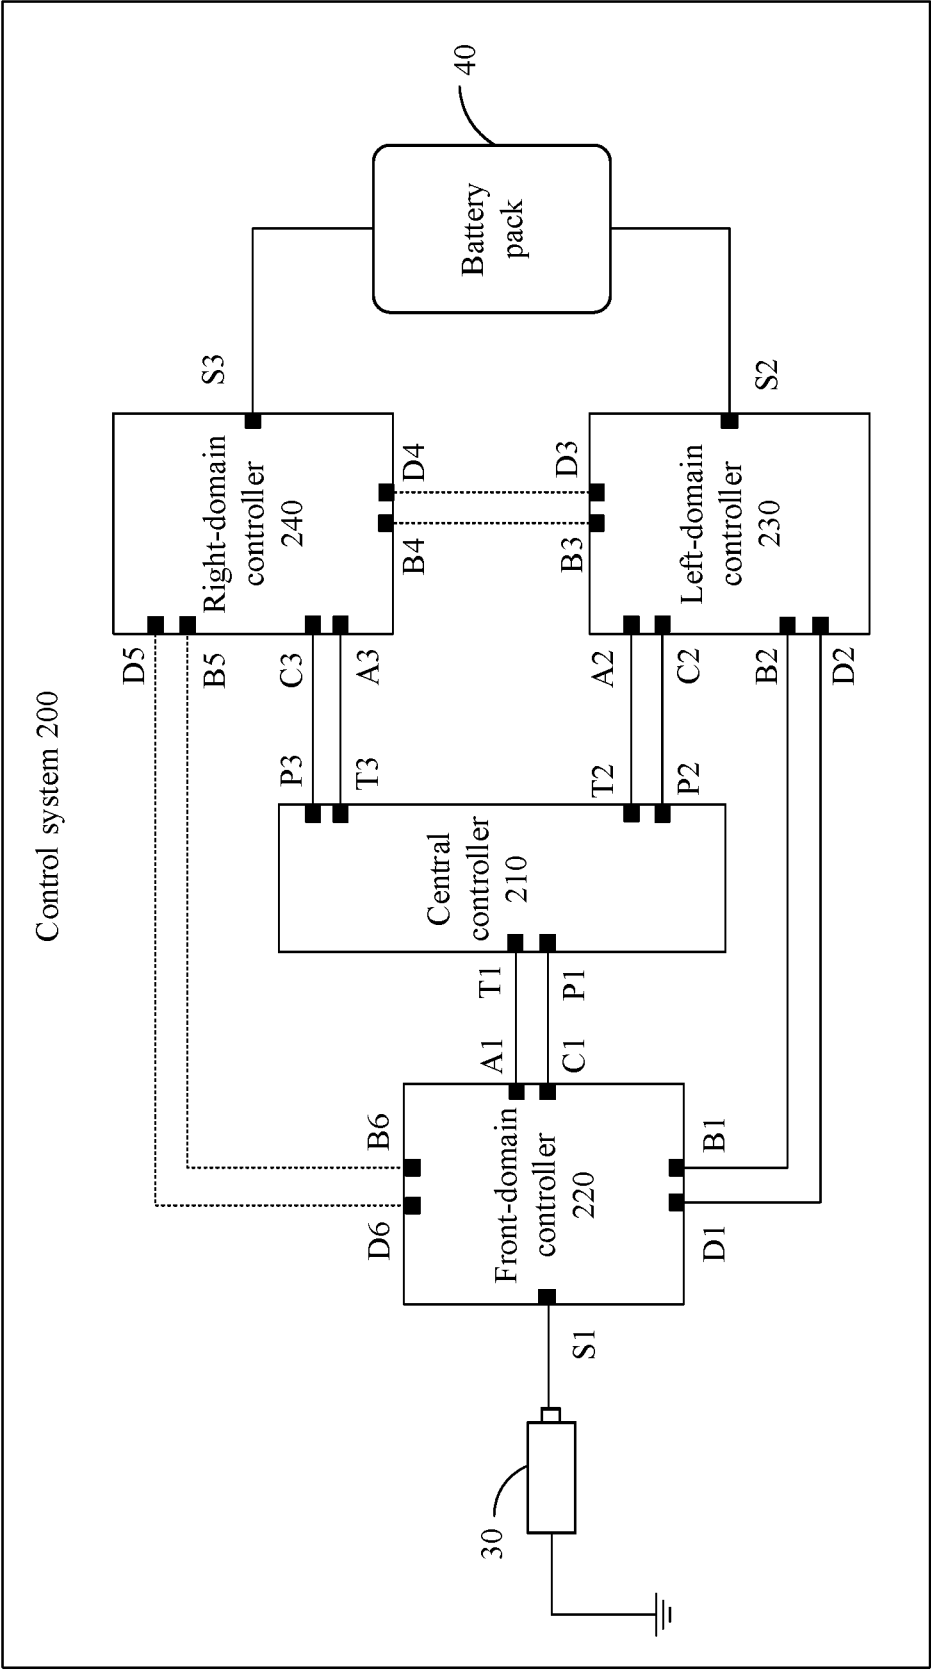 Control system 200
D6
B6
D5
B5
S3
Right-domain
controller
240
P3
C3
T3
A3
B4
D4
40
Battery
pack
30
S1
Front-domain
controller
220
A1
T1
C1
P1
Central
controller
210
T2
A2
P2
C2
B3
D3
Left-domain
controller
230
S2
D1
B1
B2
D2